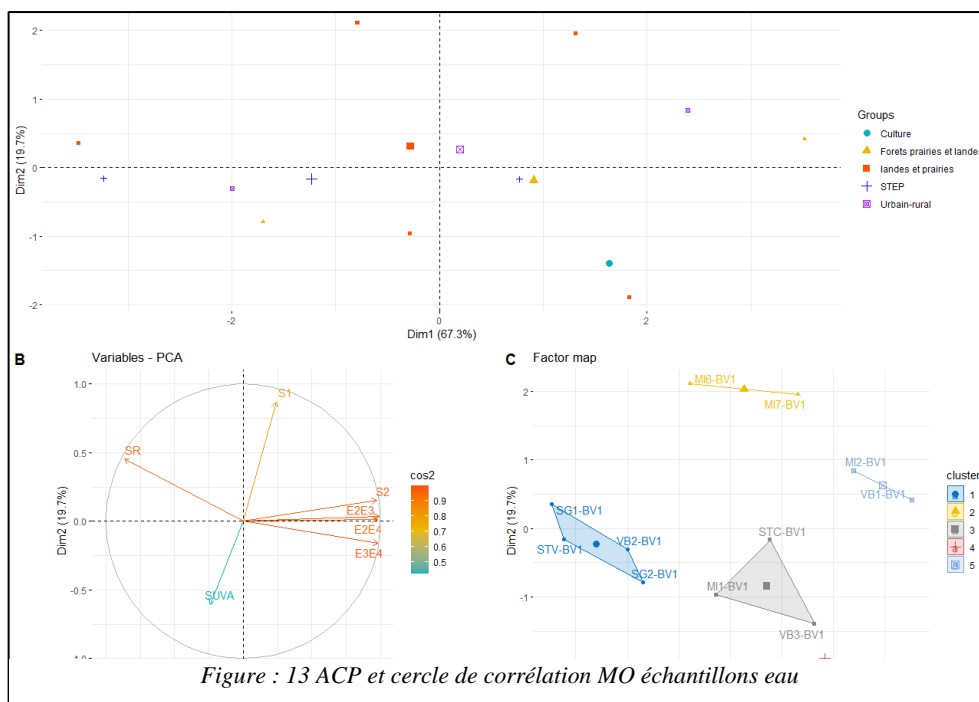 2
1
0
-1
-2
Dim2 (19.7%)
-2
0
2
Dim1 (67.3%)
Groups
Culture
Forets prairies et landes
landes et prairies
STEP
Urbain-rural
B
Variables - PCA
1.0
0.5
0.0
-0.5
-1.0
Dim2 (19.7%)
S1
SR
S2
E2E3
E2E4
E3E4
SUVA
cos2
0.9
0.8
0.7
0.6
0.5
C
Factor map
2
1
0
-1
Dim2 (19.7%)
MI6-BV1
MI7-BV1
MI2-BV1
VB1-BV1
SG1-BV1
STV-BV1
VB2-BV1
SG2-BV1
STC-BV1
MI1-BV1
VB3-BV1
cluster
1
2
3
4
5
Figure : 13 ACP et cercle de corrélation MO échantillons eau